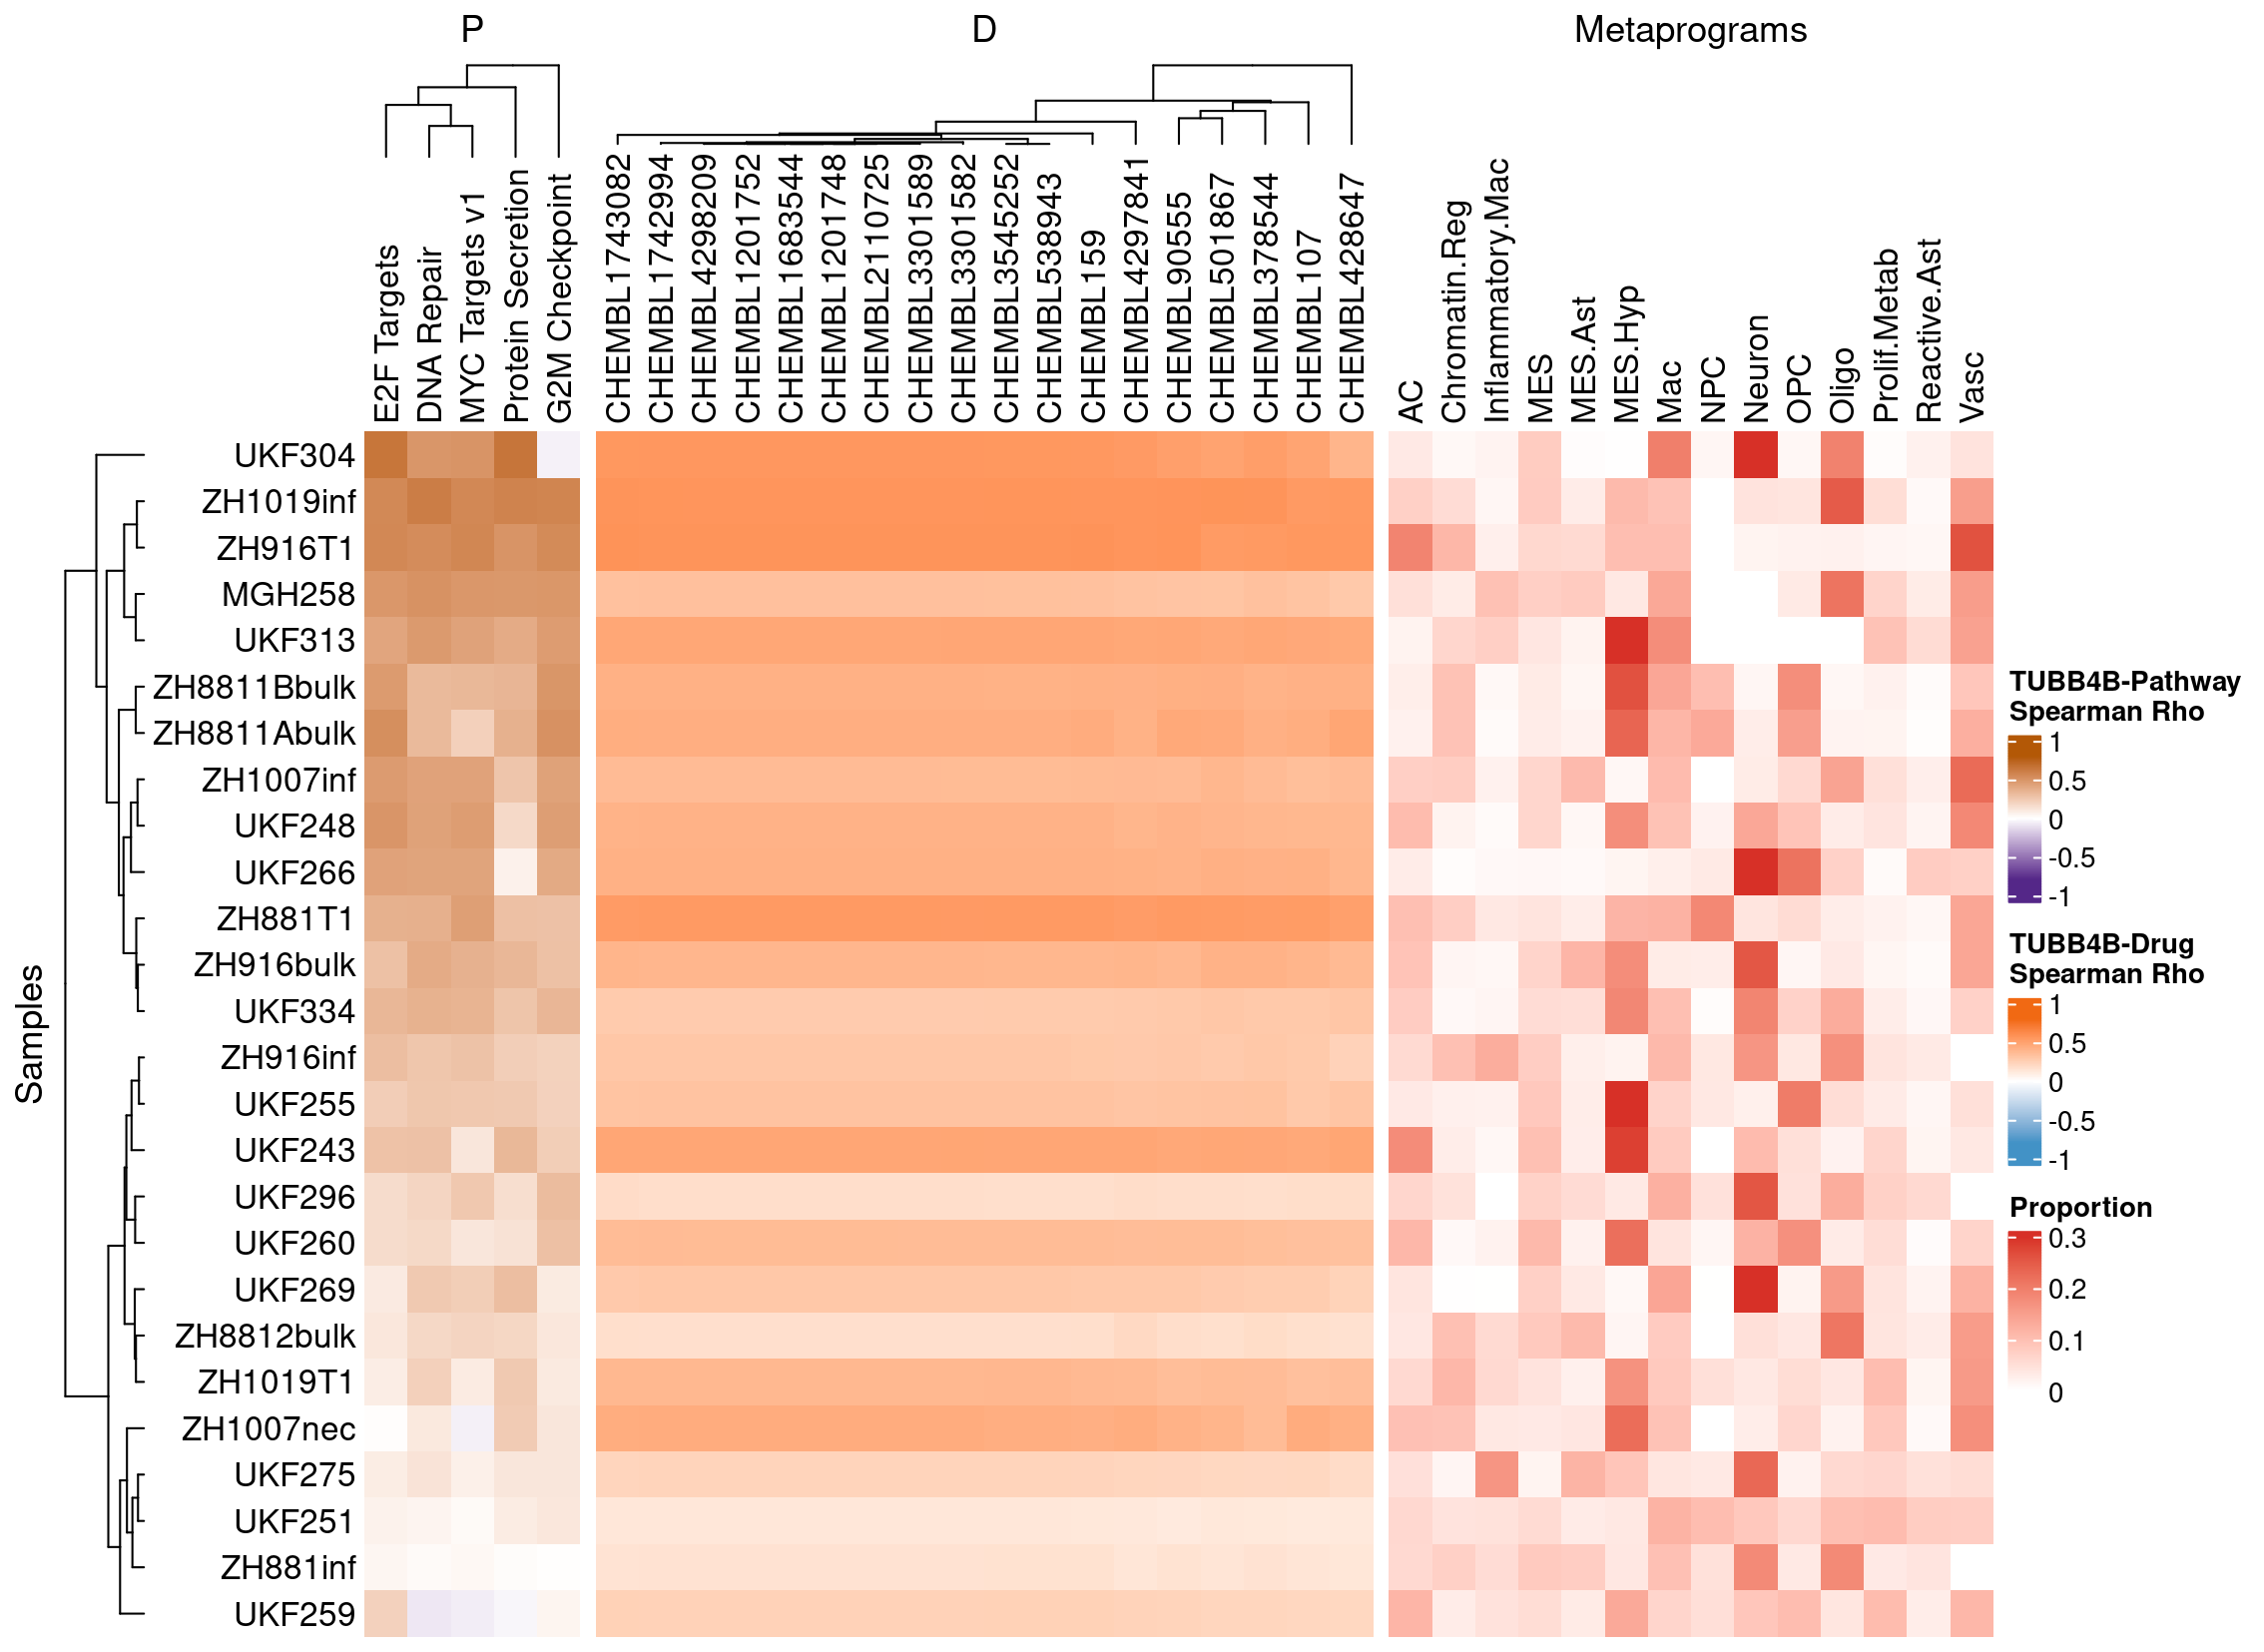 P
D
Metaprograms
E2F Targets
DNA Repair
MYC Targets v1
Protein Secretion
G2M Checkpoint
CHEMBL1743082
CHEMBL1742994
CHEMBL4298209
CHEMBL1201752
CHEMBL1683544
CHEMBL1201748
CHEMBL2110725
CHEMBL3301589
CHEMBL3301582
CHEMBL3545252
CHEMBL538943
CHEMBL159
CHEMBL4297841
CHEMBL90555
CHEMBL501867
CHEMBL378544
CHEMBL107
CHEMBL428647
AC
Chromatin.Reg
Inflammatory.Mac
MES
MES.Ast
MES.Hyp
Mac
NPC
Neuron
OPC
Oligo
Prolif.Metab
Reactive.Ast
Vasc
Samples
UKF304
ZH1019inf
ZH916T1
MGH258
UKF313
ZH8811Bbulk
ZH8811Abulk
ZH1007inf
UKF248
UKF266
ZH881T1
ZH916bulk
UKF334
ZH916inf
UKF255
UKF243
UKF296
UKF260
UKF269
ZH8812bulk
ZH1019T1
ZH1007nec
UKF275
UKF251
ZH881inf
UKF259
TUBB4B-Pathway
Spearman Rho
1
0.5
0
-0.5
-1
TUBB4B-Drug
Spearman Rho
1
0.5
0
-0.5
-1
Proportion
0.3
0.2
0.1
0